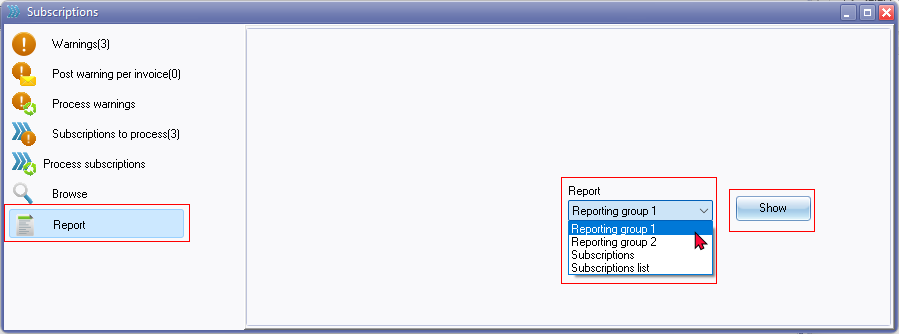 Subscriptions
Warnings(3)
Post warning per invoice(0)
Process warnings
Subscriptions to process(3)
Process subscriptions
Browse
Report
Report
Reporting group 1
Reporting group 1
Reporting group 2
Subscriptions
Subscriptions list
Show